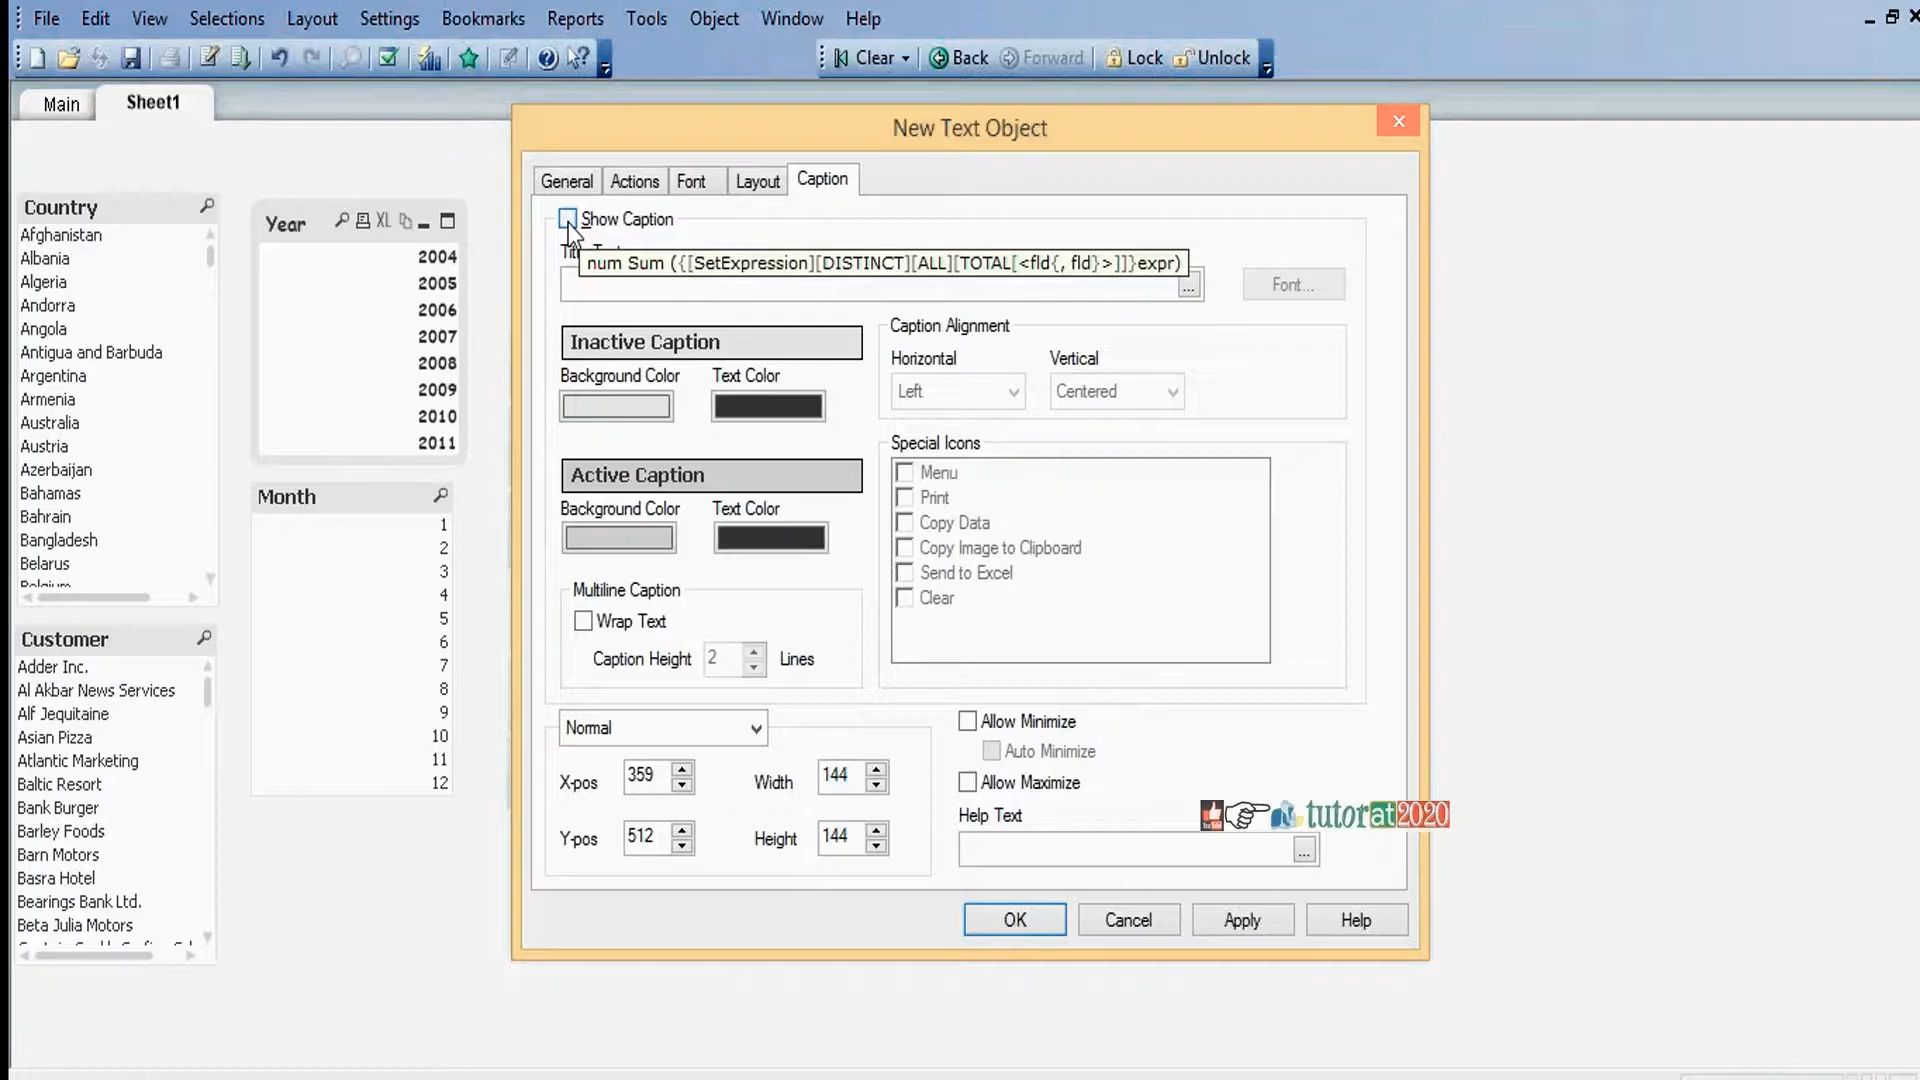 File Edit View Selections Layout Settings Bookmarks Reports Tools Object Window Help
Clear Back Forward Lock Unlock
Main Sheet1
Country
Afghanistan
Albania
Algeria
Andorra
Angola
Antigua and Barbuda
Argentina
Armenia
Australia
Austria
Azerbaijan
Bahamas
Bahrain
Bangladesh
Belarus
Belgium
Customer
Adder Inc.
Al Akbar News Services
Alf Jequitaine
Asian Pizza
Atlantic Marketing
Baltic Resort
Bank Burger
Barley Foods
Barn Motors
Basra Hotel
Bearings Bank Ltd.
Beta Julia Motors
Year XL
2004
2005
2006
2007
2008
2009
2010
2011
Month
1
2
3
4
5
6
7
8
9
10
11
12
New Text Object
General Actions Font Layout Caption
Show Caption
num Sum ({[SetExpression][DISTINCT][ALL][TOTAL[<fld{, fld}>]]}expr)
... Font...
Inactive Caption
Background Color Text Color
Active Caption
Background Color Text Color
Multiline Caption
Wrap Text
Caption Height 2 Lines
Caption Alignment
Horizontal Vertical
Left Centered
Special Icons
Menu
Print
Copy Data
Copy Image to Clipboard
Send to Excel
Clear
Normal
X-pos 359 Width 144
Y-pos 512 Height 144
Allow Minimize
Auto Minimize
Allow Maximize
Help Text
...
tutorat2020
OK Cancel Apply Help